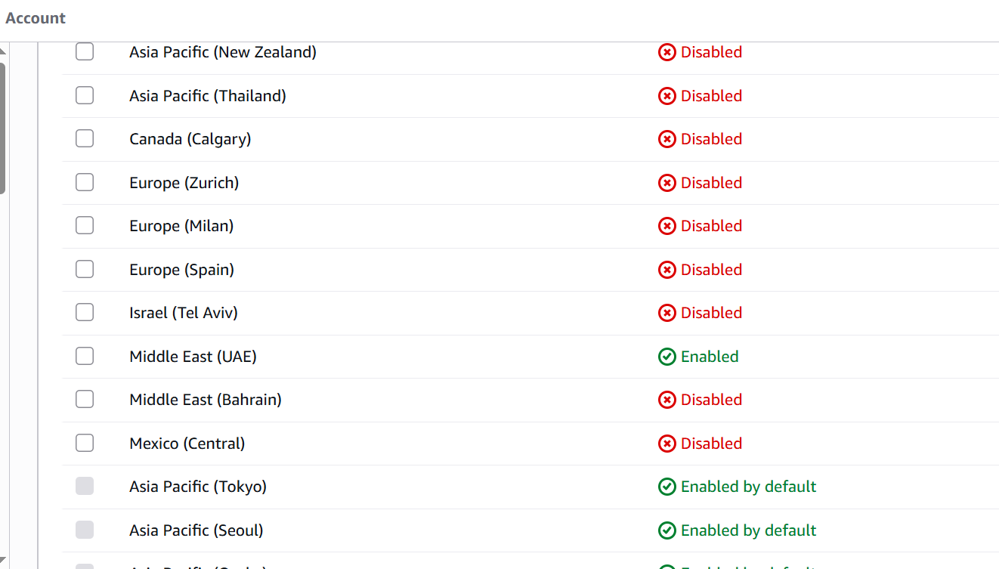 Account
Asia Pacific (New Zealand) Disabled
Asia Pacific (Thailand) Disabled
Canada (Calgary) Disabled
Europe (Zurich) Disabled
Europe (Milan) Disabled
Europe (Spain) Disabled
Israel (Tel Aviv) Disabled
Middle East (UAE) Enabled
Middle East (Bahrain) Disabled
Mexico (Central) Disabled
Asia Pacific (Tokyo) Enabled by default
Asia Pacific (Seoul) Enabled by default